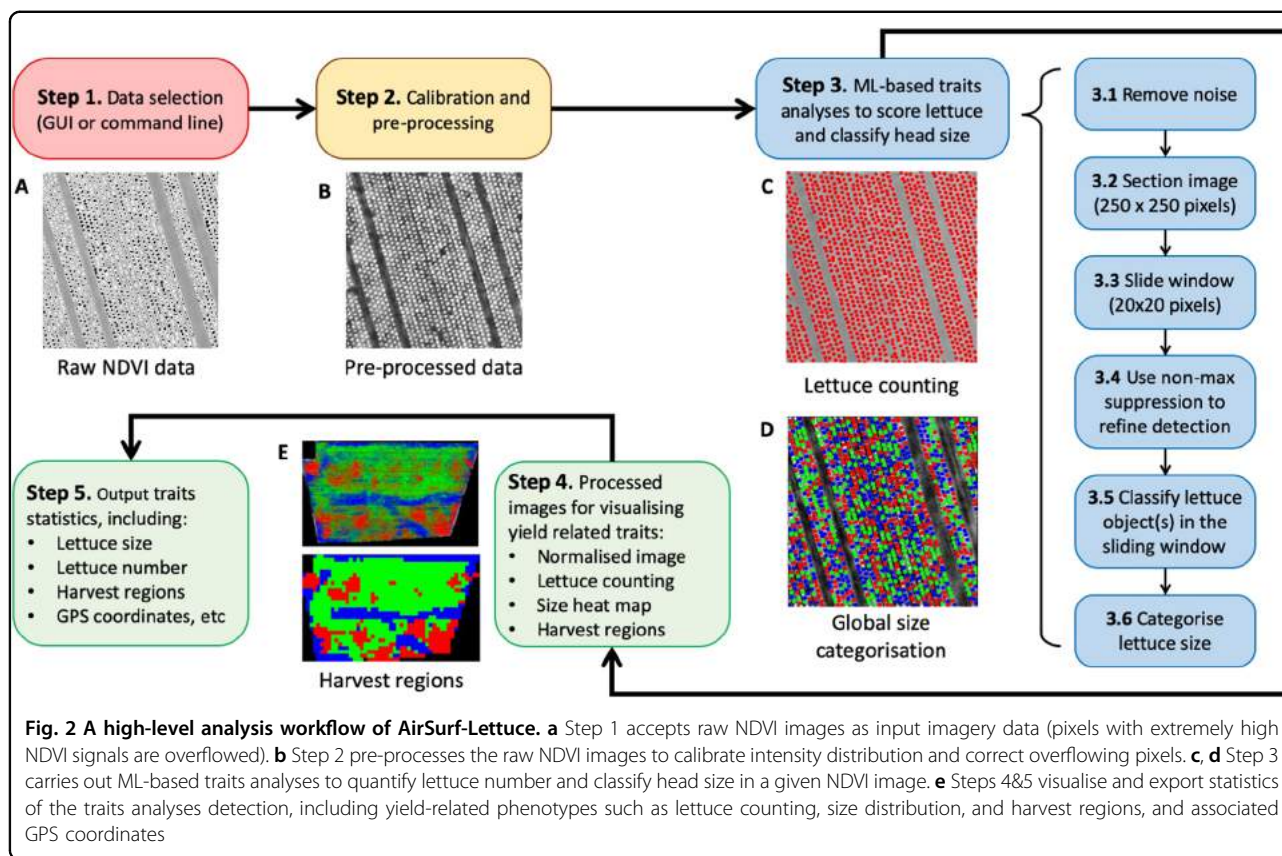 Step 1. Data selection
(GUI or command line)
Step 2. Calibration and
pre-processing
Step 3. ML-based traits
analyses to score lettuce
and classify head size
A
Raw NDVI data
B
Pre-processed data
C
Lettuce counting
D
Global size
categorisation
3.1 Remove noise
3.2 Section image
(250 x 250 pixels)
3.3 Slide window
(20x20 pixels)
3.4 Use non-max
suppression to
refine detection
3.5 Classify lettuce
object(s) in the
sliding window
3.6 Categorise
lettuce size
Step 4. Processed
images for visualising
yield related traits:
• Normalised image
• Lettuce counting
• Size heat map
• Harvest regions
E
Harvest regions
Step 5. Output traits
statistics, including:
• Lettuce size
• Lettuce number
• Harvest regions
• GPS coordinates, etc
Fig. 2 A high-level analysis workflow of AirSurf-Lettuce. a Step 1 accepts raw NDVI images as input imagery data (pixels with extremely high
NDVI signals are overflowed). b Step 2 pre-processes the raw NDVI images to calibrate intensity distribution and correct overflowing pixels. c, d Step 3
carries out ML-based traits analyses to quantify lettuce number and classify head size in a given NDVI image. e Steps 4&5 visualise and export statistics
of the traits analyses detection, including yield-related phenotypes such as lettuce counting, size distribution, and harvest regions, and associated
GPS coordinates